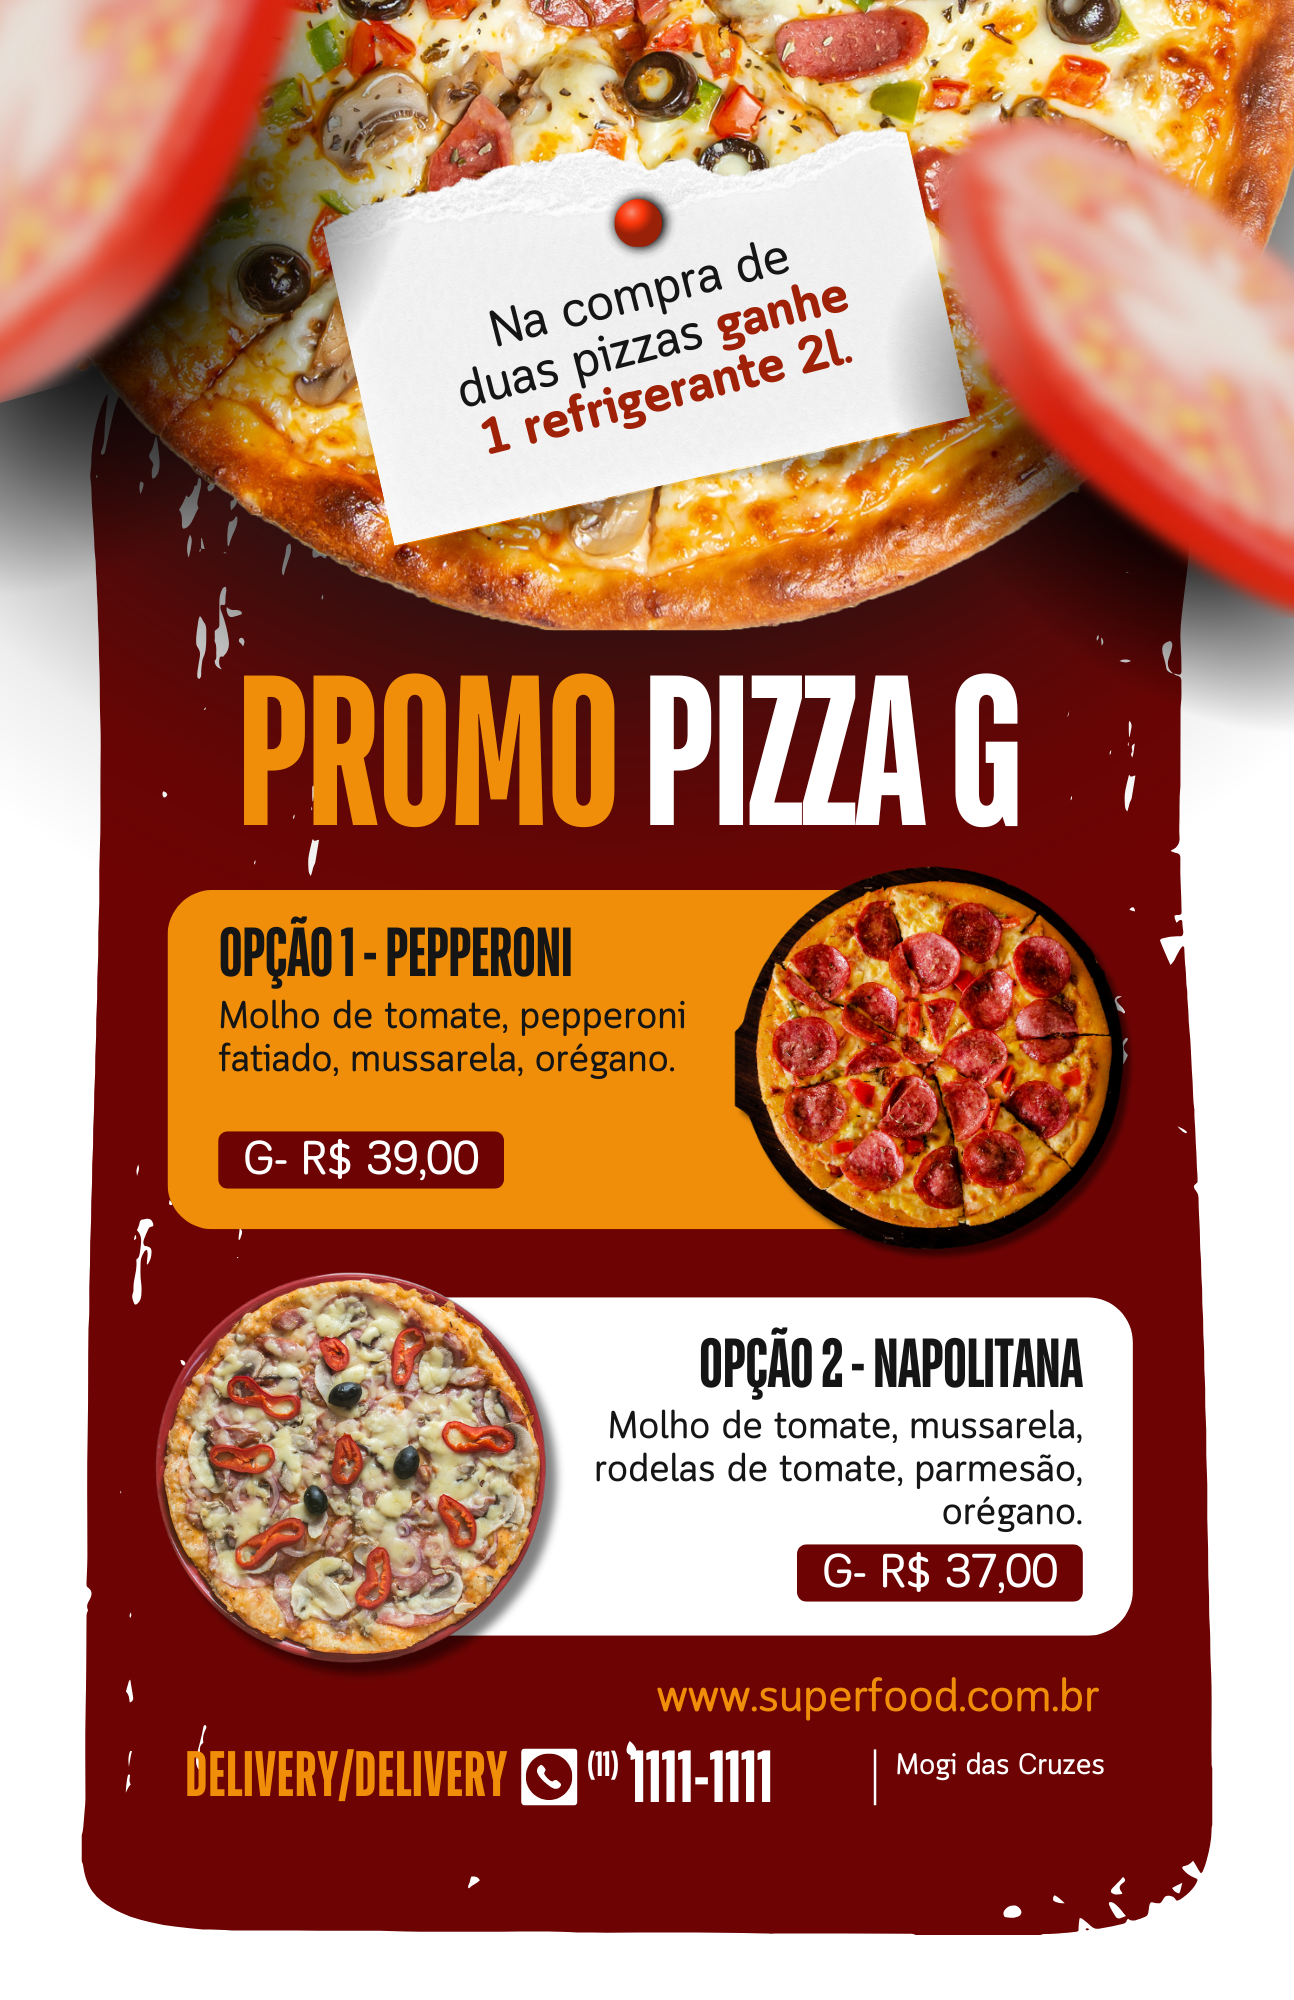 Na compra de
duas pizzas ganhe
1 refrigerante 2l.
PROMO PIZZA G
OPÇÃO 1 - PEPPERONI
Molho de tomate, pepperoni
fatiado, mussarela, orégano.
G- R$ 39,00
OPÇÃO 2 - NAPOLITANA
Molho de tomate, mussarela,
rodelas de tomate, parmesão,
orégano.
G- R$ 37,00
www.superfood.com.br
DELIVERY/DELIVERY (11) 1111-1111 Mogi das Cruzes